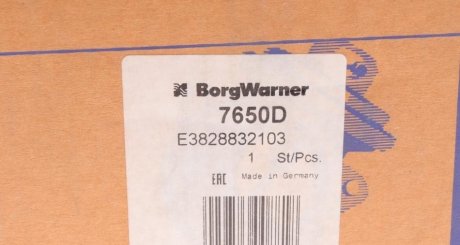 BorgWarner
7650D
E3828832103
1 St/Pcs.
EAC Made in Germany